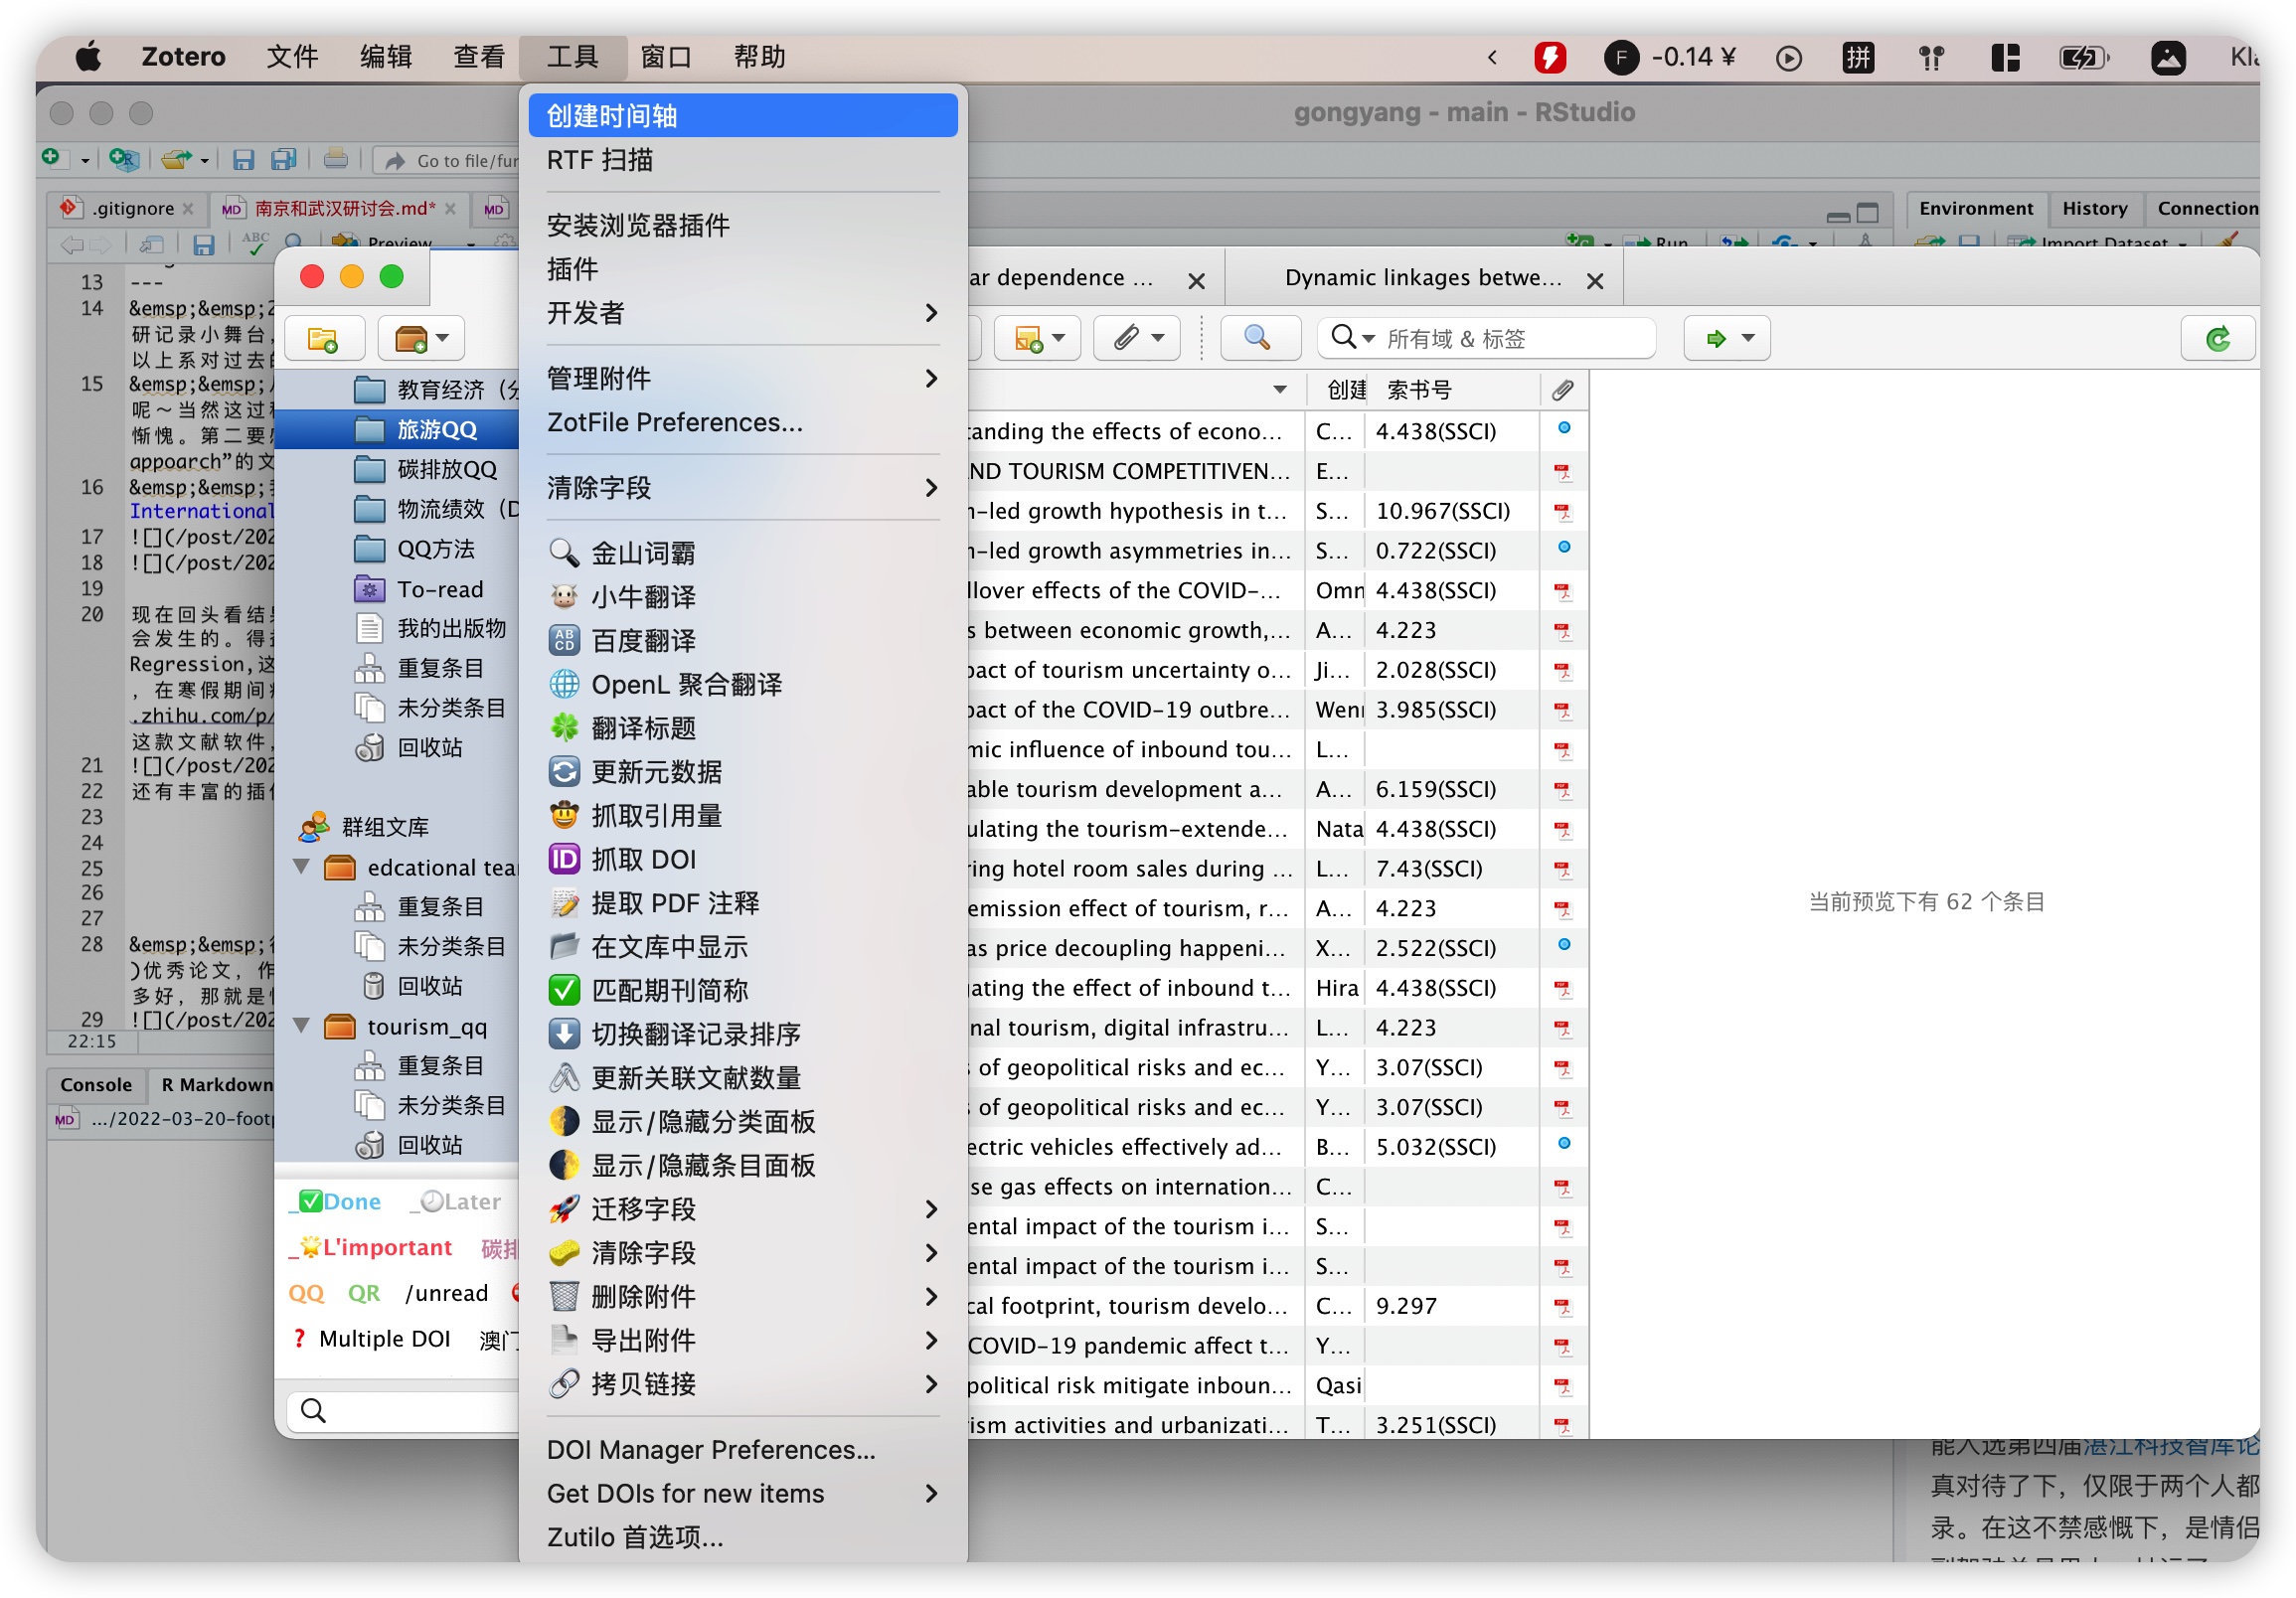 Zotero 文件 编辑 查看 工具 窗口 帮助 F -0.14 ¥ 拼
gongyang - main - RStudio
Go to file/fun
.gitignore
MD 南京和武汉研讨会.md*
MD
ABC
Preview
Run
Environment History Connection
Import Dataset
13 ---
14 &emsp;&emsp;2
研记录小舞台,
以上系对过去的
15 &emsp;&emsp;
呢～当然这过程
惭愧。第二要
appoarch”的文
16 &emsp;&emsp;
International
17 ![](/post/202
18 ![](/post/202
19
20 现在回头看结果
会发生的。得
Regression,这
，在寒假期间
.zhihu.com/p/
这款文献软件,
21 ![](/post/202
22 还有丰富的插件
23
24
25
26
27
28 &emsp;&emsp;
)优秀论文, 作
多好, 那就是
29 ![](/post/202
22:15
Console R Markdown
MD .../2022-03-20-footp
创建时间轴
RTF 扫描
安装浏览器插件
插件
开发者
管理附件
ZotFile Preferences...
清除字段
金山词霸
小牛翻译
ABCD 百度翻译
OpenL 聚合翻译
翻译标题
更新元数据
抓取引用量
ID 抓取 DOI
提取 PDF 注释
在文库中显示
匹配期刊简称
切换翻译记录排序
更新关联文献数量
显示/隐藏分类面板
显示/隐藏条目面板
迁移字段
清除字段
删除附件
导出附件
拷贝链接
DOI Manager Preferences...
Get DOIs for new items
Zutilo 首选项...
教育经济（分
旅游QQ
碳排放QQ
物流绩效（D
QQ方法
To-read
我的出版物
重复条目
未分类条目
回收站
群组文库
edcational tea
重复条目
未分类条目
回收站
tourism_qq
重复条目
未分类条目
回收站
_✅Done _Later
_🌟L'important 碳排
QQ QR /unread
? Multiple DOI 澳门
ar dependence ...
Dynamic linkages betwe...
所有域 & 标签
创建 索书号
tanding the effects of econo... C... 4.438(SSCI)
ND TOURISM COMPETITIVEN... E...
n-led growth hypothesis in t... S... 10.967(SSCI)
n-led growth asymmetries in... S... 0.722(SSCI)
llover effects of the COVID-... Omn 4.438(SSCI)
s between economic growth,... A... 4.223
pact of tourism uncertainty o... Ji... 2.028(SSCI)
pact of the COVID-19 outbre... Wen 3.985(SSCI)
mic influence of inbound tou... L...
able tourism development a... A... 6.159(SSCI)
ulating the tourism-extende... Nata 4.438(SSCI)
ring hotel room sales during ... L... 7.43(SSCI)
emission effect of tourism, r... A... 4.223
as price decoupling happeni... X... 2.522(SSCI)
gating the effect of inbound t... Hira 4.438(SSCI)
nal tourism, digital infrastru... L... 4.223
s of geopolitical risks and ec... Y... 3.07(SSCI)
s of geopolitical risks and ec... Y... 3.07(SSCI)
ectric vehicles effectively ad... B... 5.032(SSCI)
se gas effects on internation... C...
ental impact of the tourism i... S...
ental impact of the tourism i... S...
cal footprint, tourism develo... C... 9.297
COVID-19 pandemic affect t... Y...
political risk mitigate inboun... Qasi
ism activities and urbanizati... T... 3.251(SSCI)
当前预览下有 62 个条目
能入选第四届湛江科技智库论
真对待了下，仅限于两个人都
录。在这不禁感慨下，是情侣